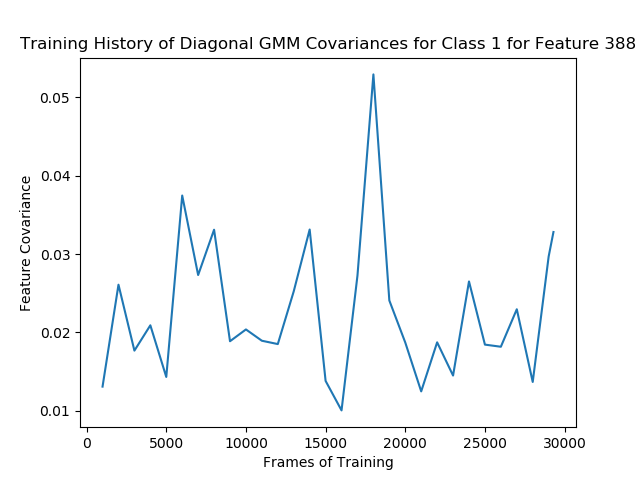 Training History of Diagonal GMM Covariances for Class 1 for Feature 388
0.05
0.04
0.03
0.02
0.01
Feature Covariance
0 5000 10000 15000 20000 25000 30000
Frames of Training